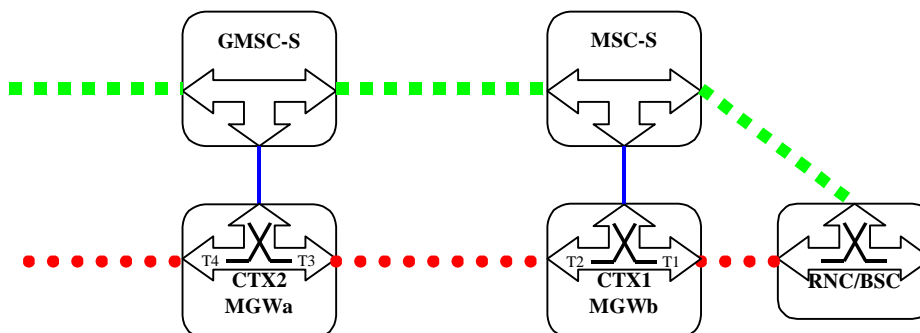 GMSC-S
MSC-S
T4
T3
CTX2
MGWa
T2
T1
CTX1
MGWb
RNC/BSC